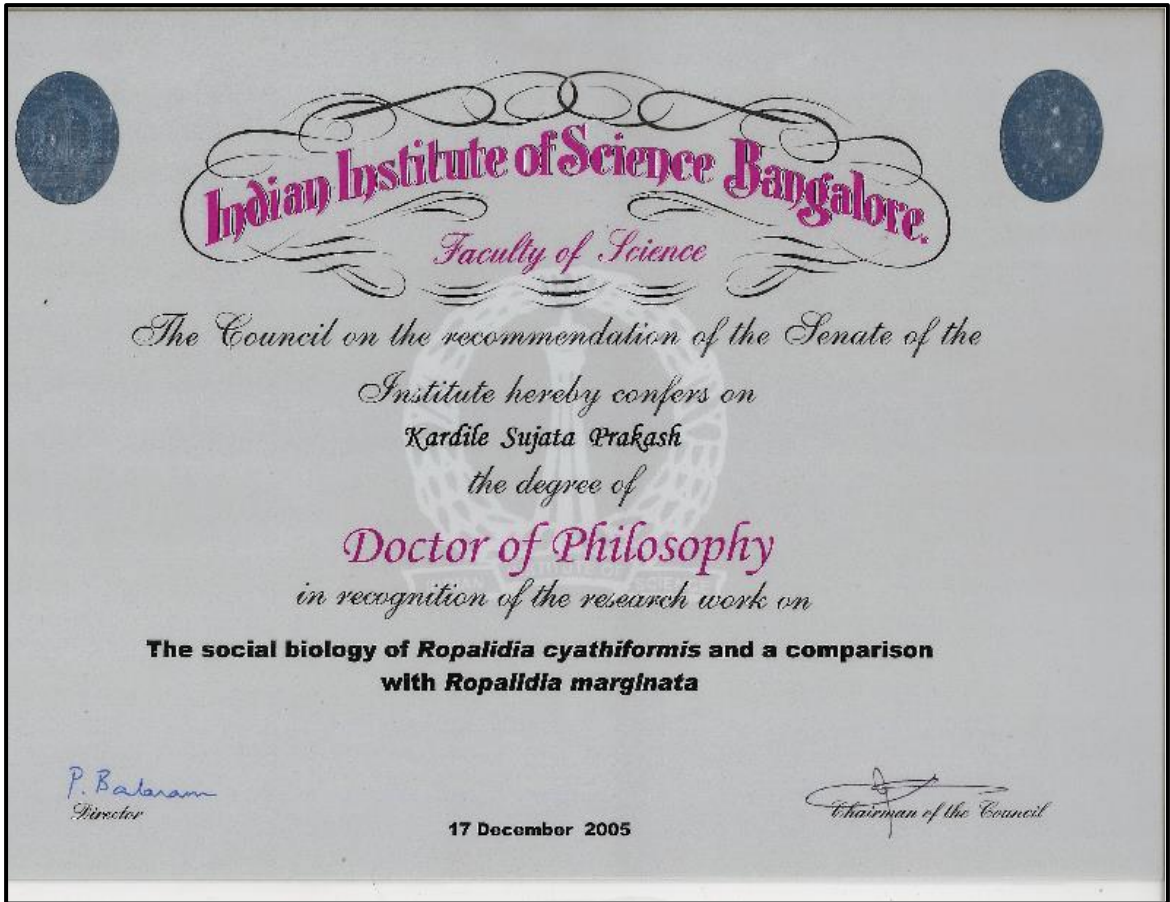 Indian Institute of Science Bangalore.
Faculty of Science
The Council on the recommendation of the Senate of the
Institute hereby confers on
Kardile Sujata Prakash
the degree of
Doctor of Philosophy
in recognition of the research work on
The social biology of Ropalidia cyathiformis and a comparison
with Ropalidia marginata
P. Balaram
Director
Chairman of the Council
17 December 2005